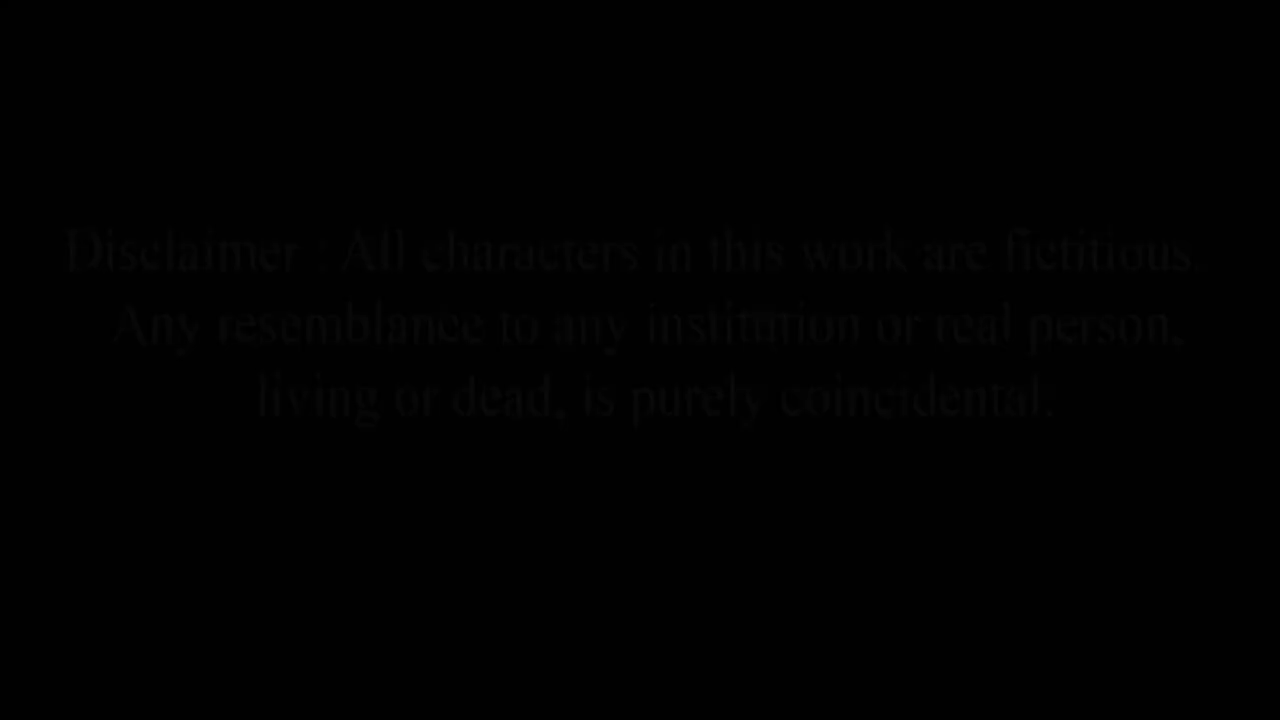 Disclaimer : All characters in this work are fictitious.
Any resemblance to any institution or real person,
living or dead, is purely coincidental.